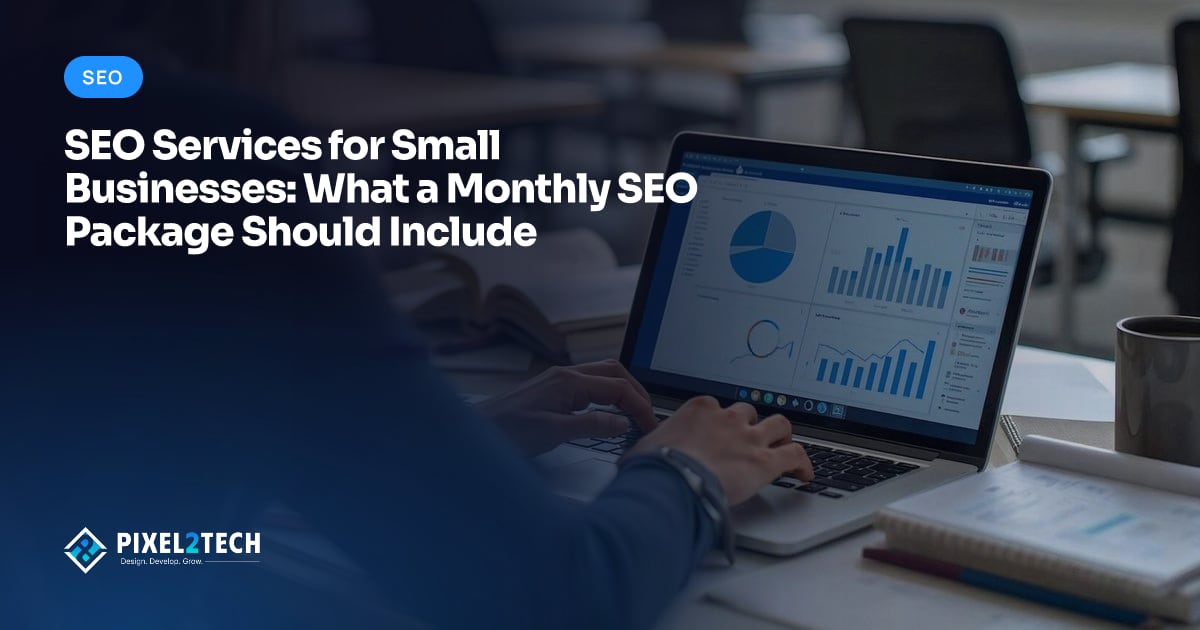 SEO
SEO Services for Small
Businesses: What a Monthly SEO
Package Should Include
PIXEL2TECH
Design. Develop. Grow.